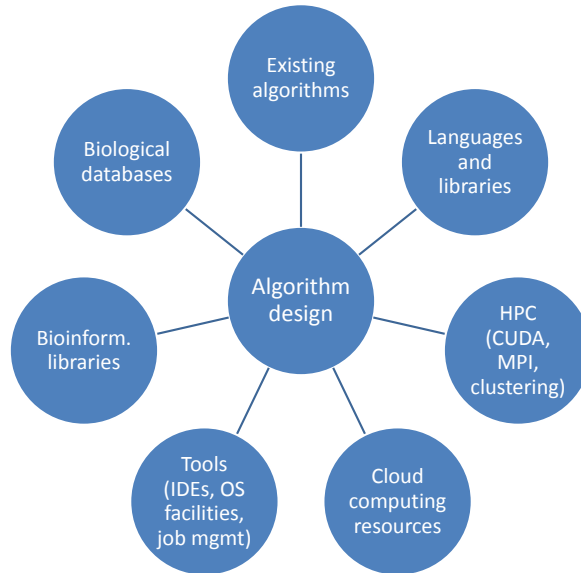 Existing
algorithms
Languages
and
libraries
HPC
(CUDA,
MPI,
clustering)
Cloud
computing
resources
Tools
(IDEs, OS
facilities,
job mgmt)
Bioinform.
libraries
Biological
databases
Algorithm
design